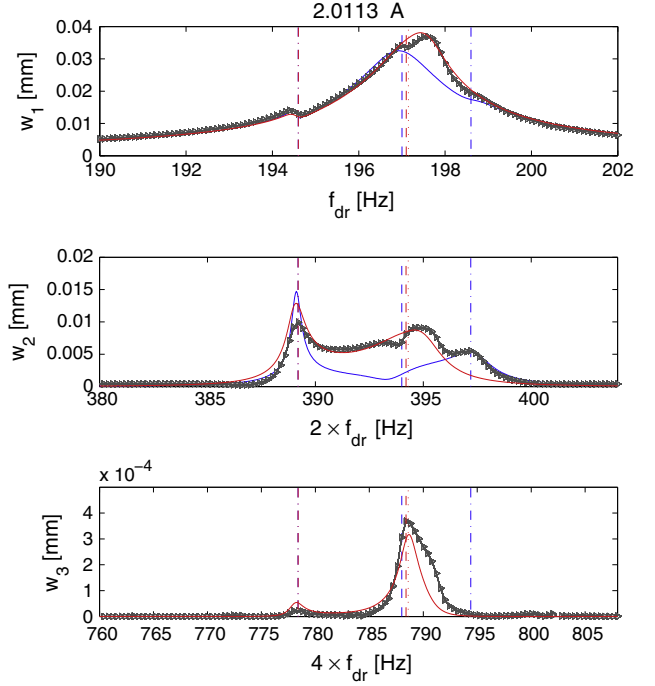 2.0113 A
0.04
0.03
0.02
0.01
0
w1 [mm]
190 192 194 196 198 200 202
fdr [Hz]
0.02
0.015
0.01
0.005
0
w2 [mm]
380 385 390 395 400
2 × fdr [Hz]
x 10−4
4
3
2
1
0
w3 [mm]
760 765 770 775 780 785 790 795 800 805
4 × fdr [Hz]